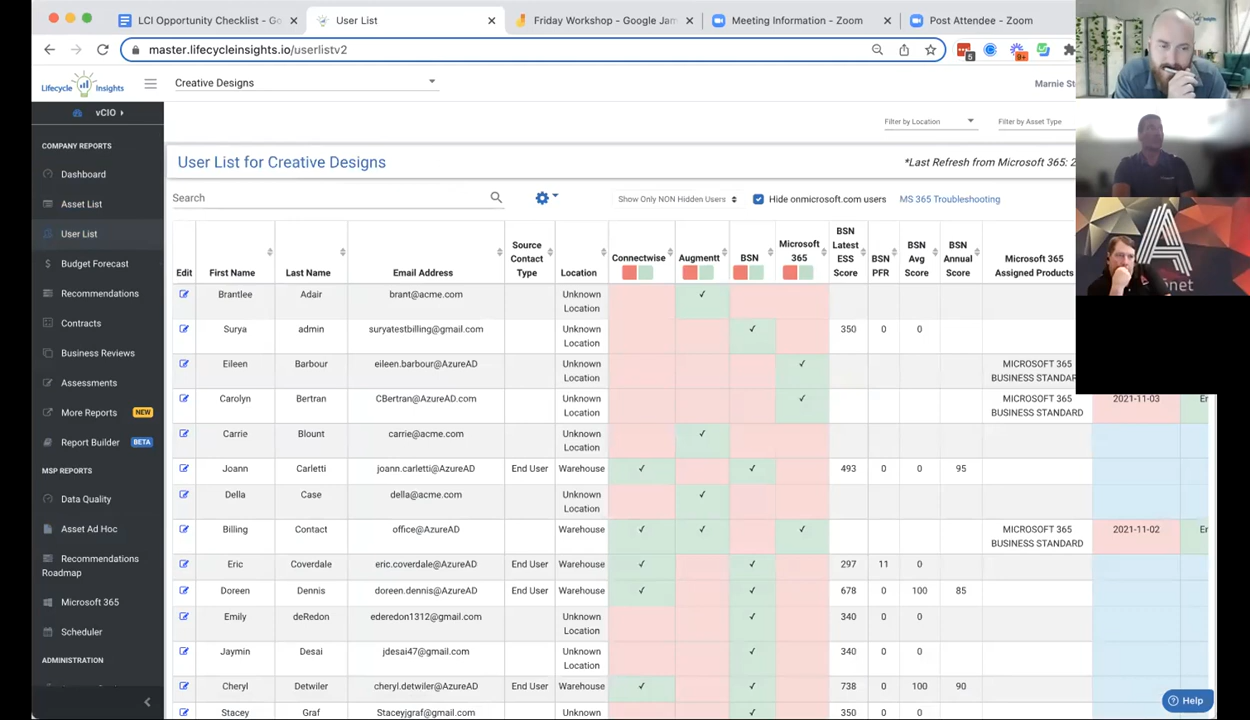 LCI Opportunity Checklist - Go
User List
Friday Workshop - Google Jam
Meeting Information - Zoom
Post Attendee - Zoom
master.lifecycleinsights.io/userlistv2
5
9+
Lifecycle Insights
Creative Designs
Marnie St
vCIO
Filter by Location
Filter by Asset Type
COMPANY REPORTS
Dashboard
Asset List
User List
Budget Forecast
Recommendations
Contracts
Business Reviews
Assessments
More Reports NEW
Report Builder BETA
MSP REPORTS
Data Quality
Asset Ad Hoc
Recommendations
Roadmap
Microsoft 365
Scheduler
ADMINISTRATION
User List for Creative Designs
*Last Refresh from Microsoft 365: 2
Search
Show Only NON Hidden Users
Hide onmicrosoft.com users
MS 365 Troubleshooting
Edit First Name Last Name Email Address Source Contact Type Location Connectwise Augmentt BSN Microsoft 365 BSN Latest ESS Score BSN PFR BSN Avg Score BSN Annual Score Microsoft 365 Assigned Products
Brantlee Adair brant@acme.com Unknown Location ✓
Surya admin suryatestbilling@gmail.com Unknown Location ✓ 350 0 0
Eileen Barbour eileen.barbour@AzureAD Unknown Location ✓ MICROSOFT 365 BUSINESS STANDARD
Carolyn Bertran CBertran@AzureAD.com Unknown Location ✓ MICROSOFT 365 BUSINESS STANDARD 2021-11-03 Er
Carrie Blount carrie@acme.com Unknown Location ✓
Joann Carletti joann.carletti@AzureAD End User Warehouse ✓ ✓ 493 0 0 95
Della Case della@acme.com Unknown Location ✓
Billing Contact office@AzureAD Warehouse ✓ ✓ ✓ MICROSOFT 365 BUSINESS STANDARD 2021-11-02 Er
Eric Coverdale eric.coverdale@AzureAD End User Warehouse ✓ ✓ 297 11 0
Doreen Dennis doreen.dennis@AzureAD End User Warehouse ✓ ✓ 678 0 100 85
Emily deRedon ederedon1312@gmail.com Unknown Location ✓ 340 0 0
Jaymin Desai jdesai47@gmail.com Unknown Location ✓ 340 0 0
Cheryl Detwiler cheryl.detwiler@AzureAD End User Warehouse ✓ ✓ 738 0 100 90
Stacey Graf Staceyjgraf@gmail.com Unknown ✓ 350 0 0
Help
A
inet